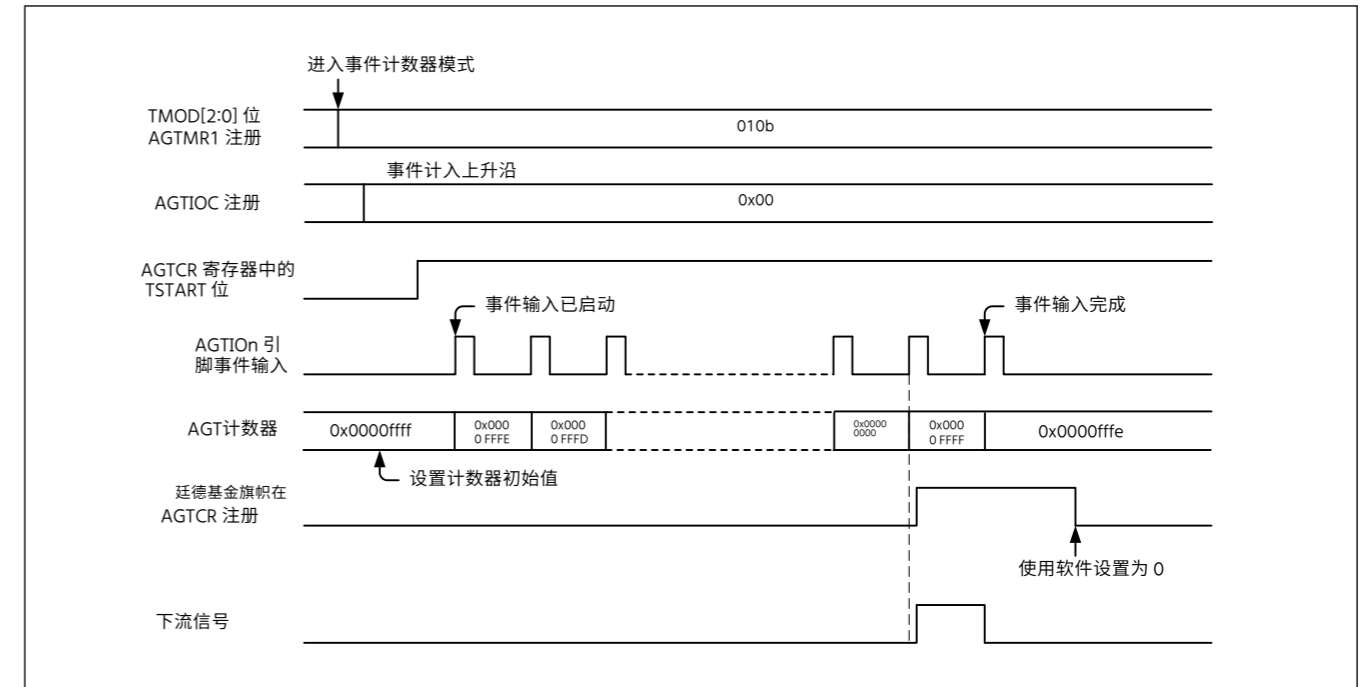 进入事件计数器模式
TMOD[2:0] 位
AGTMR1 注册
010b
事件计入上升沿
AGTIOC 注册
0x00
AGTCR 寄存器中的
TSTART 位
事件输入已启动
事件输入完成
AGTIOn 引
脚事件输入
AGT计数器
0x0000ffff
0x000
0 FFFE
0x000
0 FFFD
0x0000
0000
0x000
0 FFFF
0x0000fffe
设置计数器初始值
廷德基金旗帜在
AGTCR 注册
使用软件设置为 0
下流信号